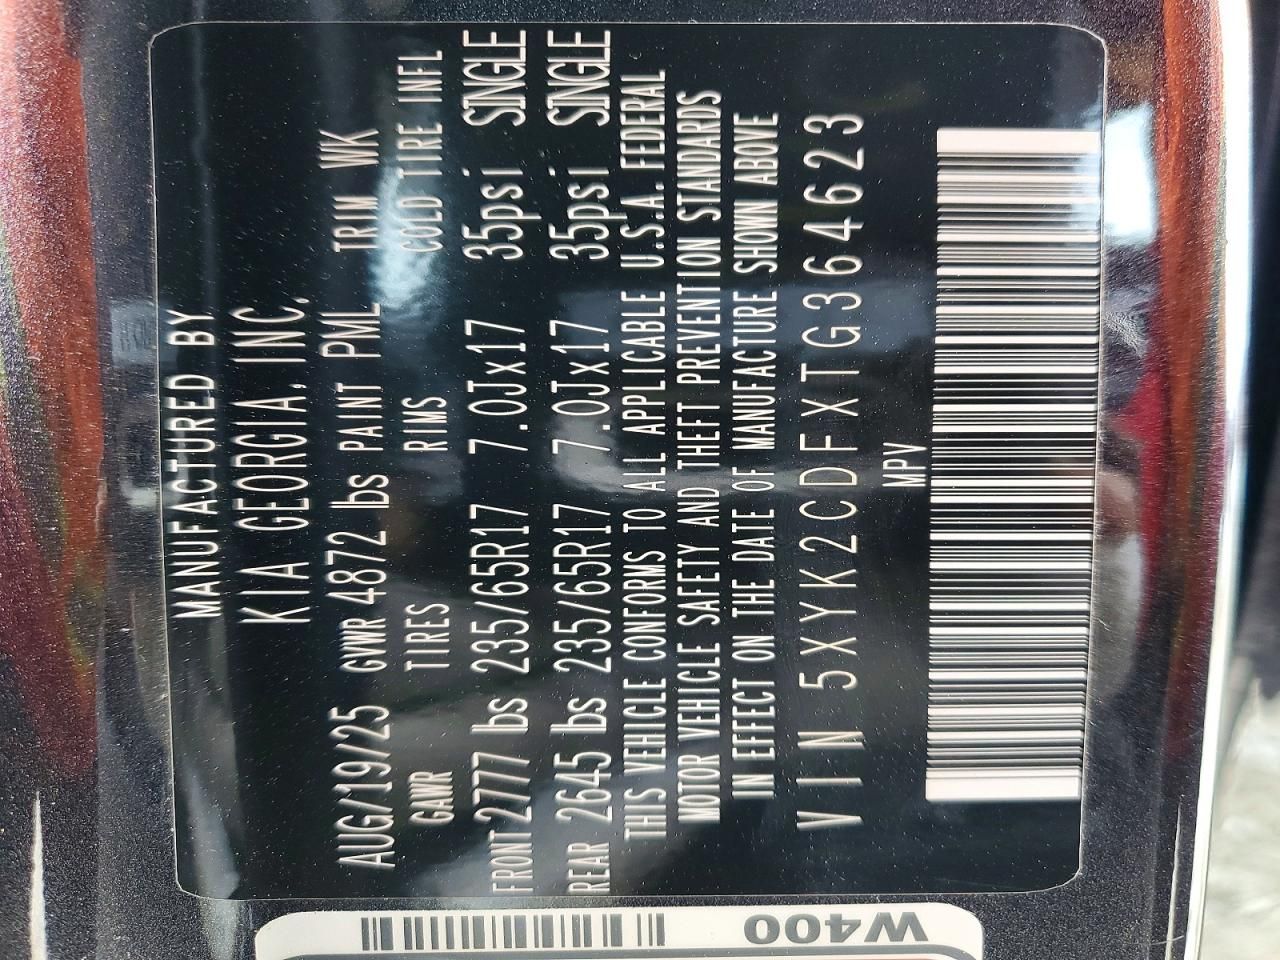 MANUFACTURED BY
KIA GEORGIA, INC.
AUG/19/25 GVWR 4872 lbs PAINT PML TRIM WK
GAWR TIRES RIMS COLD TIRE INFL
FRONT 2777 lbs 235/65R17 7.0Jx17 35psi SINGLE
REAR 2645 lbs 235/65R17 7.0Jx17 35psi SINGLE
THIS VEHICLE CONFORMS TO ALL APPLICABLE U.S.A. FEDERAL
MOTOR VEHICLE SAFETY AND THEFT PREVENTION STANDARDS
IN EFFECT ON THE DATE OF MANUFACTURE SHOWN ABOVE
VIN 5XYK2CDFXTG364623
MPV
W400